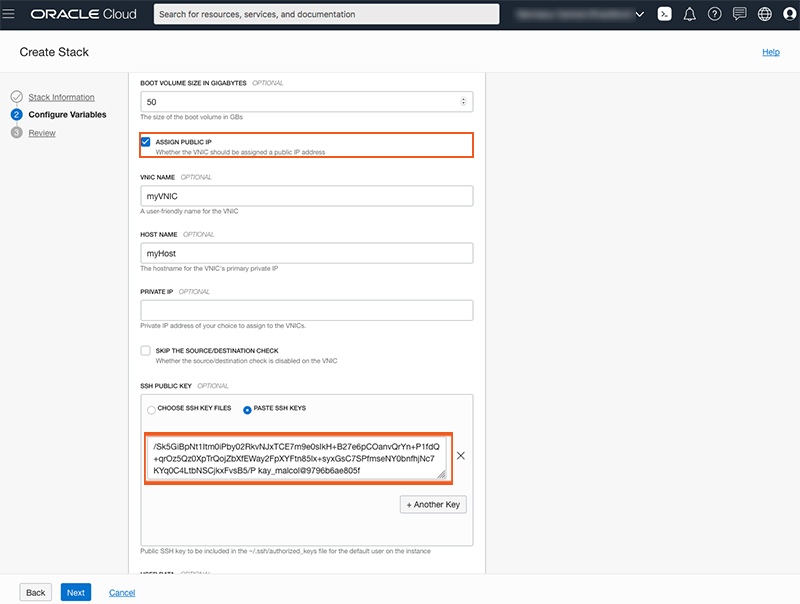 ORACLE Cloud
Search for resources, services, and documentation
Create Stack
Help
Stack Information
2 Configure Variables
3 Review
BOOT VOLUME SIZE IN GIGABYTES OPTIONAL
50
The size of the boot volume in GBs
ASSIGN PUBLIC IP
Whether the VNIC should be assigned a public IP address
VNIC NAME OPTIONAL
myVNIC
A user-friendly name for the VNIC
HOST NAME OPTIONAL
myHost
The hostname for the VNIC's primary private IP
PRIVATE IP OPTIONAL
Private IP address of your choice to assign to the VNICs.
SKIP THE SOURCE/DESTINATION CHECK
Whether the source/destination check is disabled on the VNIC
SSH PUBLIC KEY OPTIONAL
CHOOSE SSH KEY FILES PASTE SSH KEYS
/Sk5GiBpNt1Itm0iPby02RkvNJxTCE7m9e0slkH+B27e6pCOanvQrYn+P1fdQ
+qrOz5Qz0XpTrQojZbXfEWay2FpXYFtn85lx+syxGsC7SPfmseNY0bnfhjNc7
KYq0C4LtbNSCjkxFvsB5/P kay_malcol@9796b6ae805f
+ Another Key
Public SSH key to be included in the ~/.ssh/authorized_keys file for the default user on the instance
USER DATA OPTIONAL
Back Next Cancel